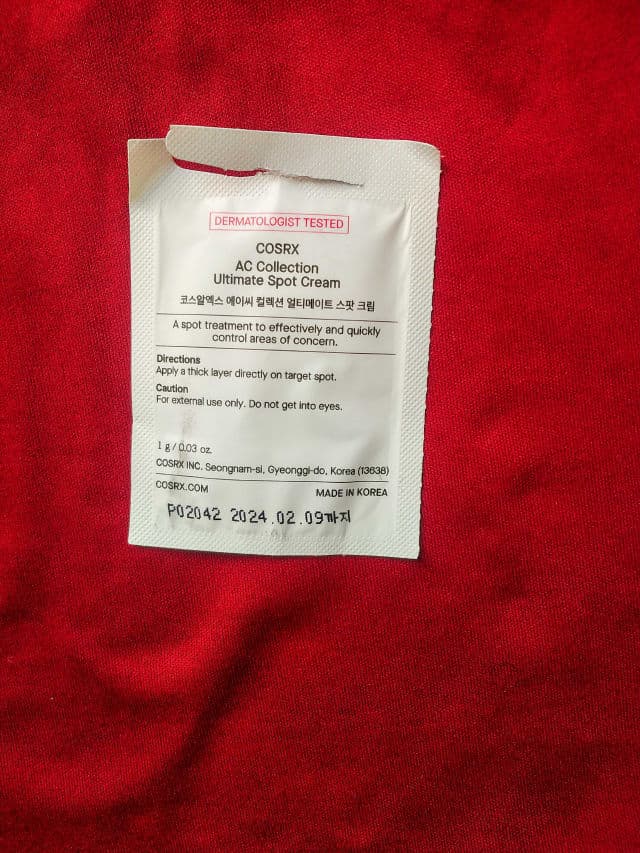 DERMATOLOGIST TESTED
COSRX
AC Collection
Ultimate Spot Cream
코스알엑스 에이씨 컬렉션 얼티메이트 스팟 크림
A spot treatment to effectively and quickly
control areas of concern.
Directions
Apply a thick layer directly on target spot.
Caution
For external use only. Do not get into eyes.
1 g / 0.03 oz.
COSRX INC. Seongnam-si, Gyeonggi-do, Korea (13638)
COSRX.COM MADE IN KOREA
P02042 2024.02.09까지